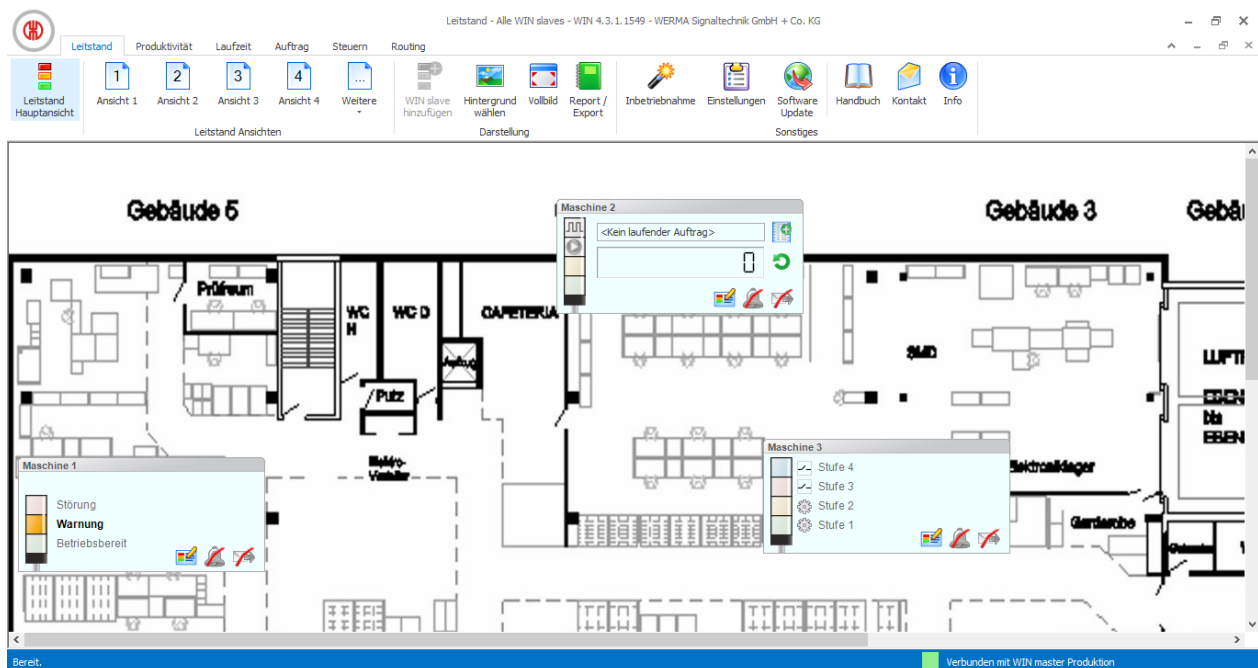 Leitstand - Alle WIN slaves - WIN 4.3.1.1549 - WERMA Signaltechnik GmbH + Co. KG
Leitstand Produktivität Laufzeit Auftrag Steuern Routing
1 2 3 4 ...
Leitstand Hauptansicht
Ansicht 1 Ansicht 2 Ansicht 3 Ansicht 4 Weitere
WIN slave hinzufügen
Hintergrund wählen
Vollbild
Report / Export
Inbetriebnahme Einstellungen
Software Update
Handbuch Kontakt Info
Leitstand Ansichten Darstellung Sonstiges
Gebäude 5
Gebäude 3
Maschine 2
<Kein laufender Auftrag>
0
Prüfraum
WC H
WC D
CAFETERIA
Aufzug
Putz
SMD
EBEN
bis
EBEN
Elektro-
Verteiler
Maschine 1
Störung
Warnung
Betriebsbereit
Maschine 3
Stufe 4
Stufe 3
Stufe 2
Stufe 1
Elektroniklager
Garderobe
Bereit.
Verbunden mit WIN master Produktion